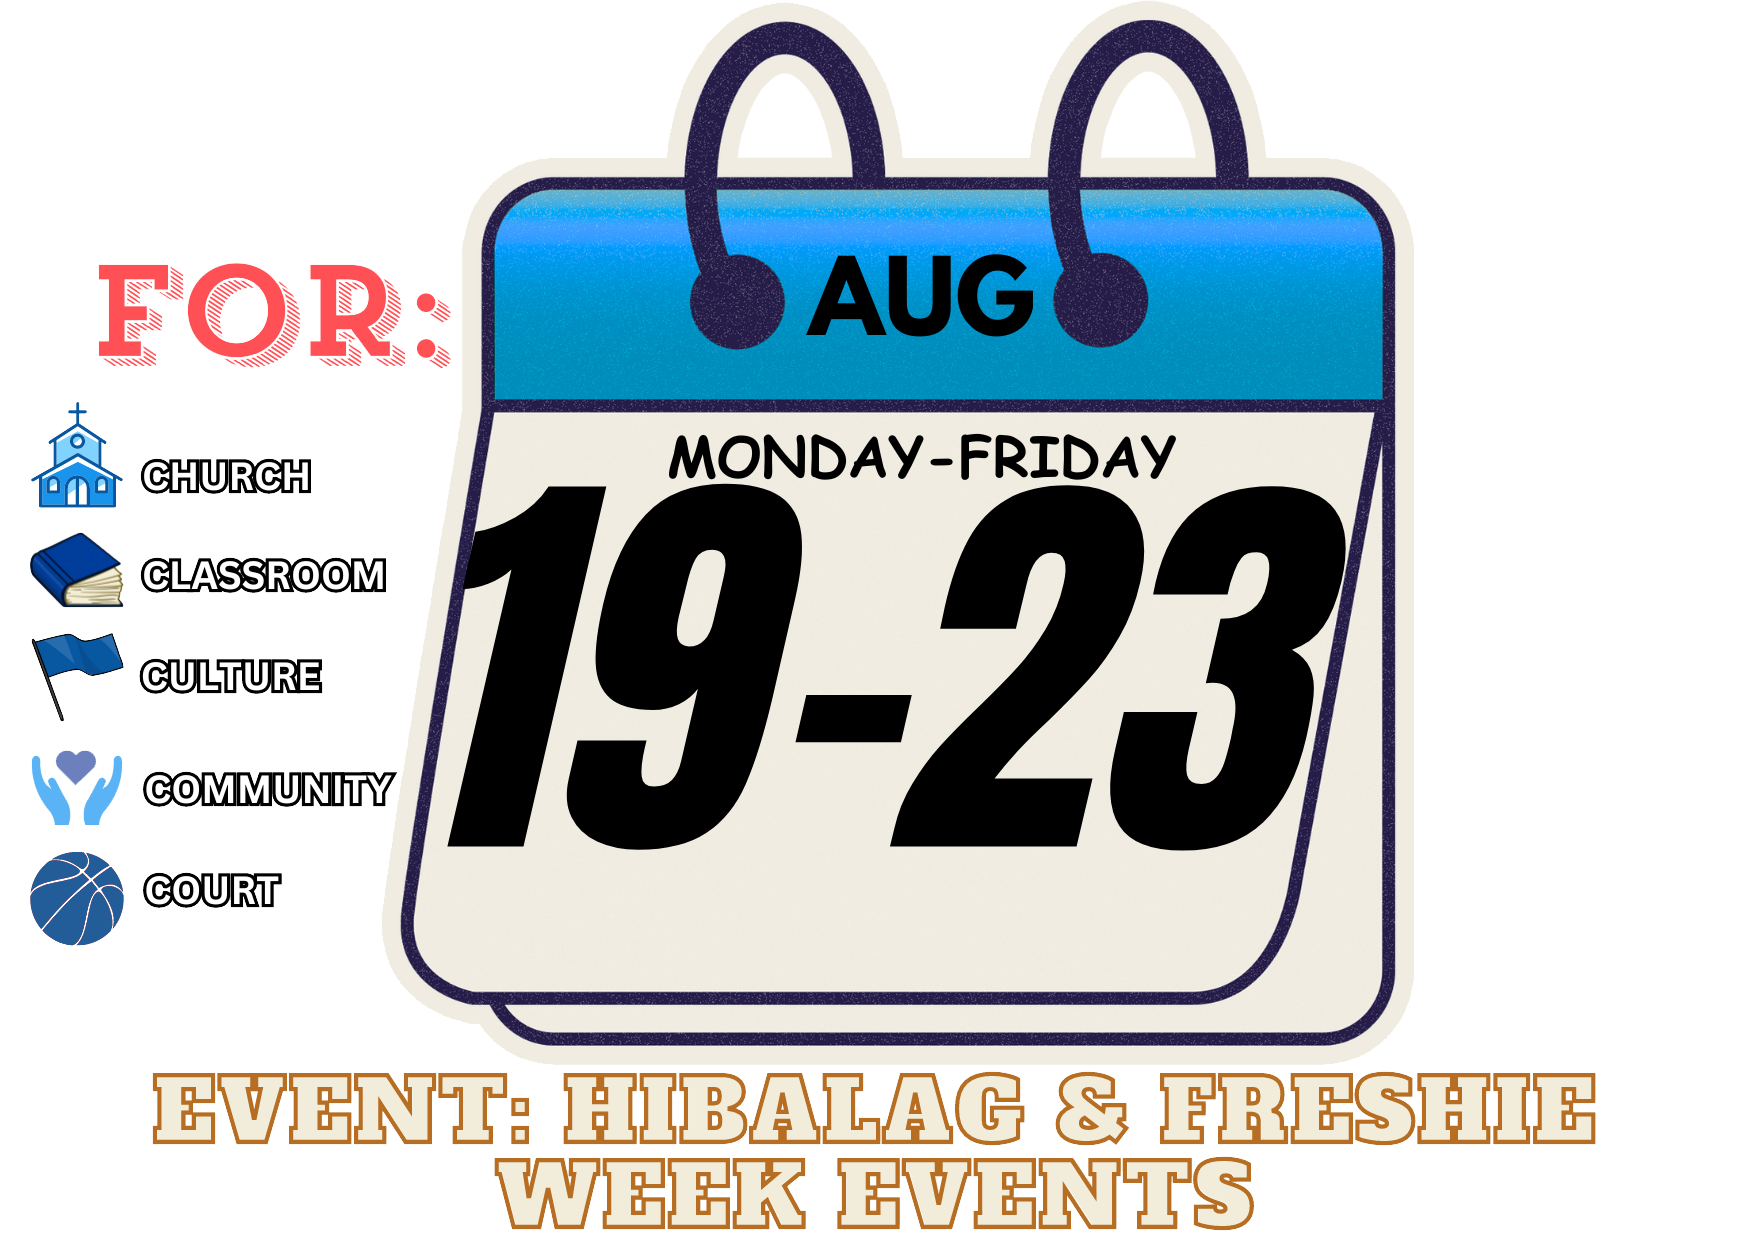 FOR:
CHURCH
CLASSROOM
CULTURE
COMMUNITY
COURT
AUG
MONDAY-FRIDAY
19-23
EVENT: HIBALAG & FRESHIE
WEEK EVENTS